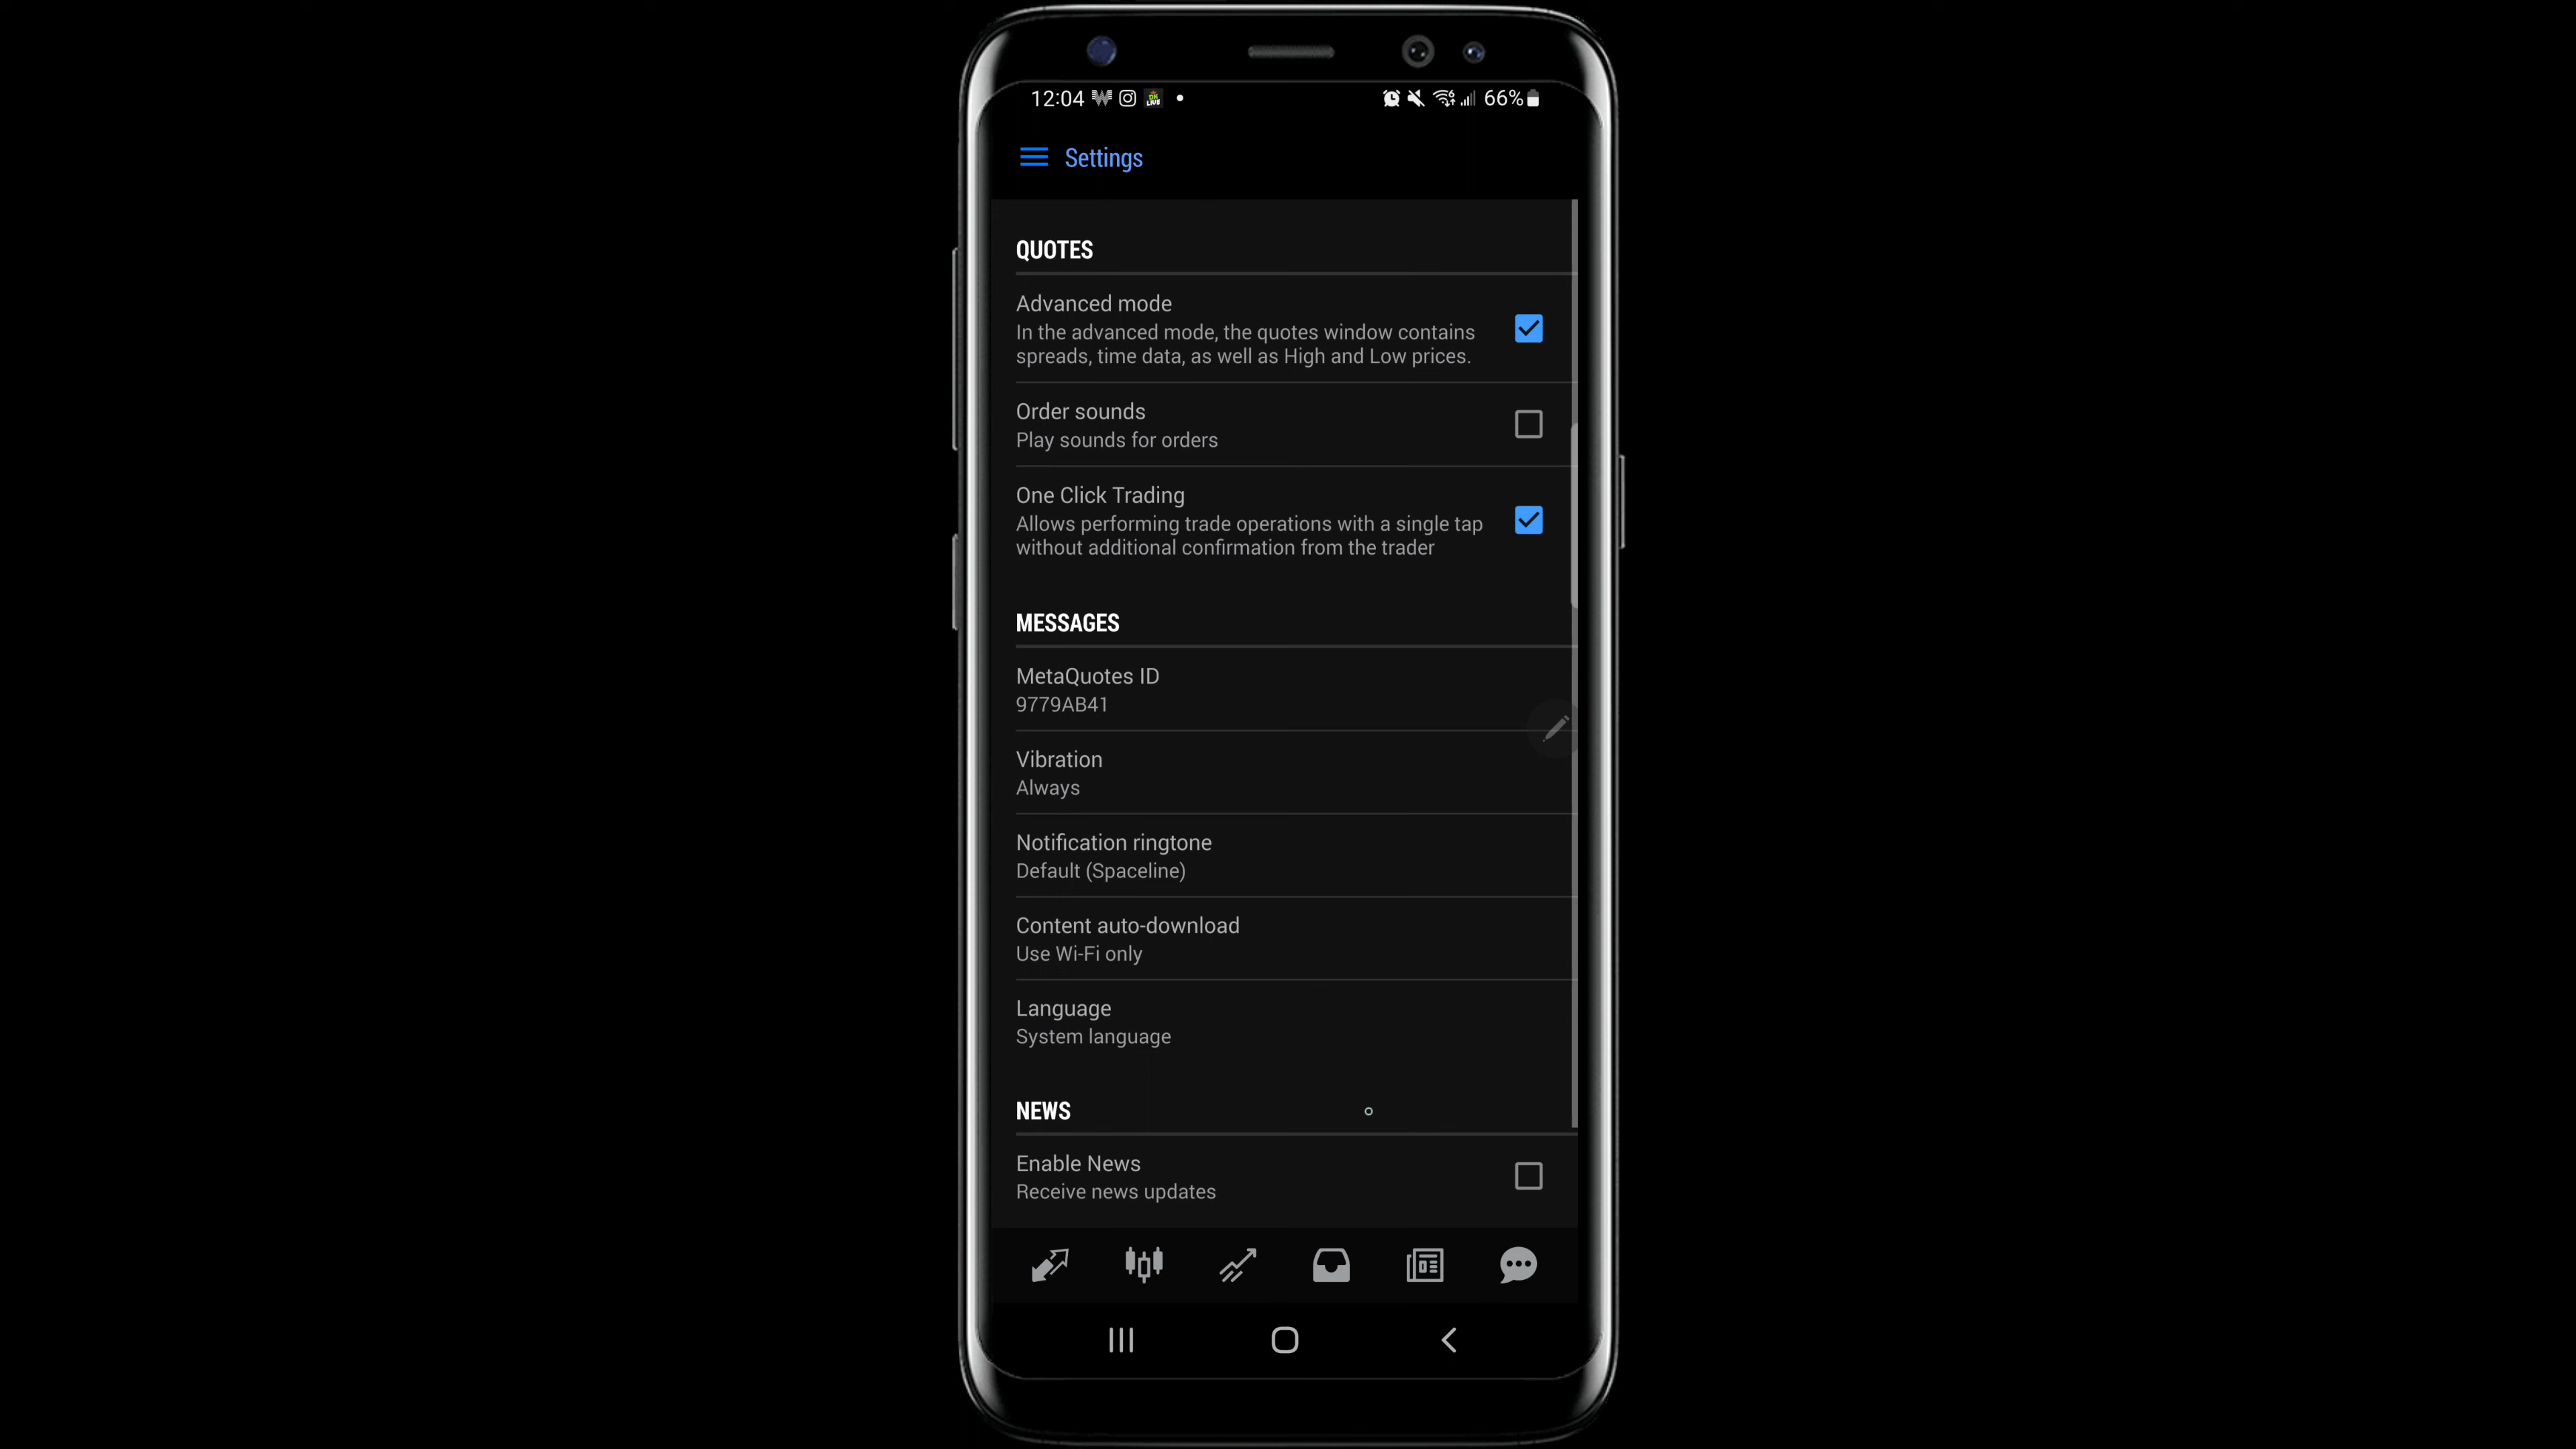 12:04
66%
Settings
QUOTES
Advanced mode
In the advanced mode, the quotes window contains
spreads, time data, as well as High and Low prices.
Order sounds
Play sounds for orders
One Click Trading
Allows performing trade operations with a single tap
without additional confirmation from the trader
MESSAGES
MetaQuotes ID
9779AB41
Vibration
Always
Notification ringtone
Default (Spaceline)
Content auto-download
Use Wi-Fi only
Language
System language
NEWS
Enable News
Receive news updates